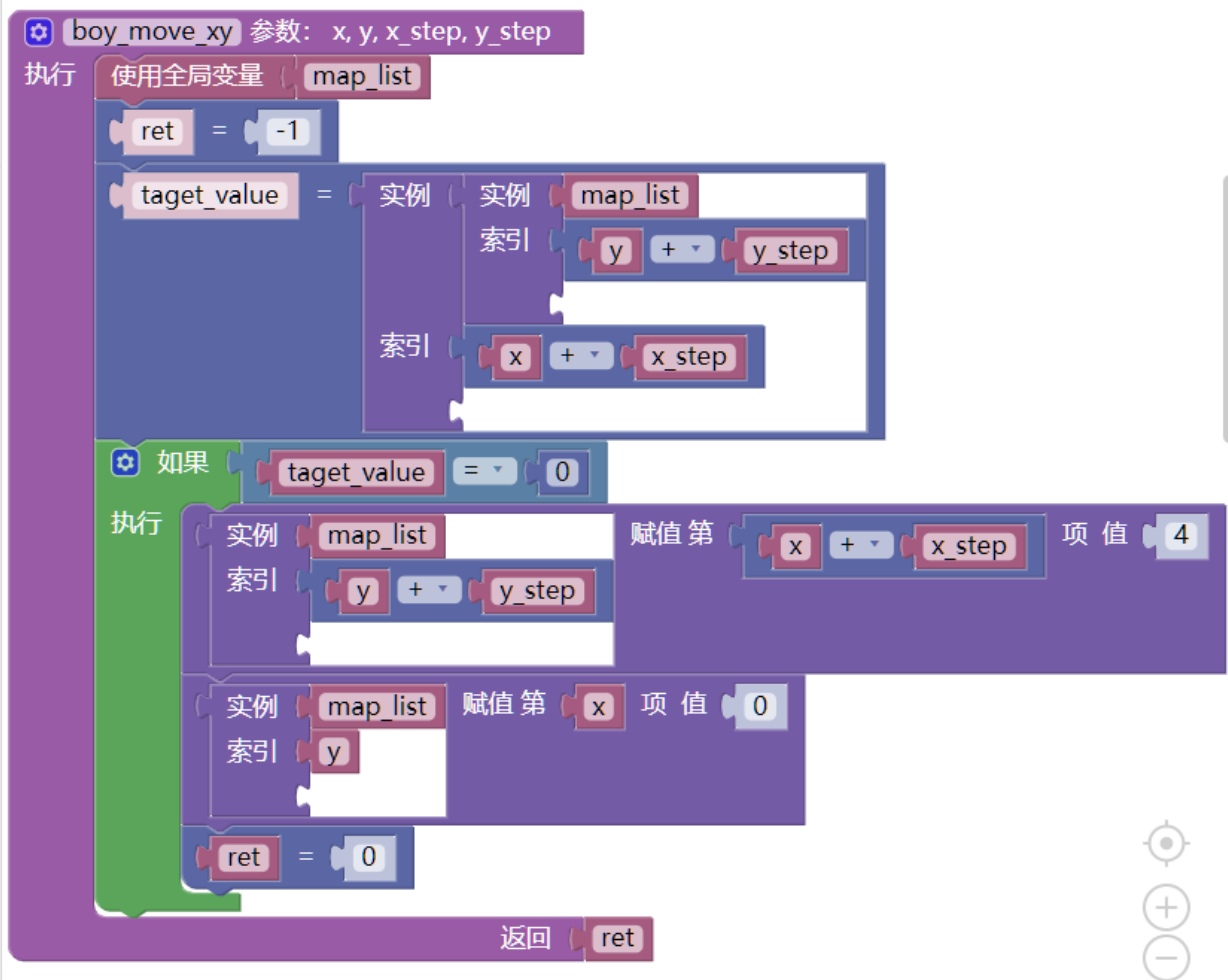 boy_move_xy 参数： x, y, x_step, y_step
执行 使用全局变量 map_list
ret = -1
taget_value = 实例 实例 map_list
索引 y + y_step
索引 x + x_step
如果 taget_value = 0
执行 实例 map_list 赋值 第 x + x_step 项 值 4
索引 y + y_step
实例 map_list 赋值 第 x 项 值 0
索引 y
ret = 0
返回 ret